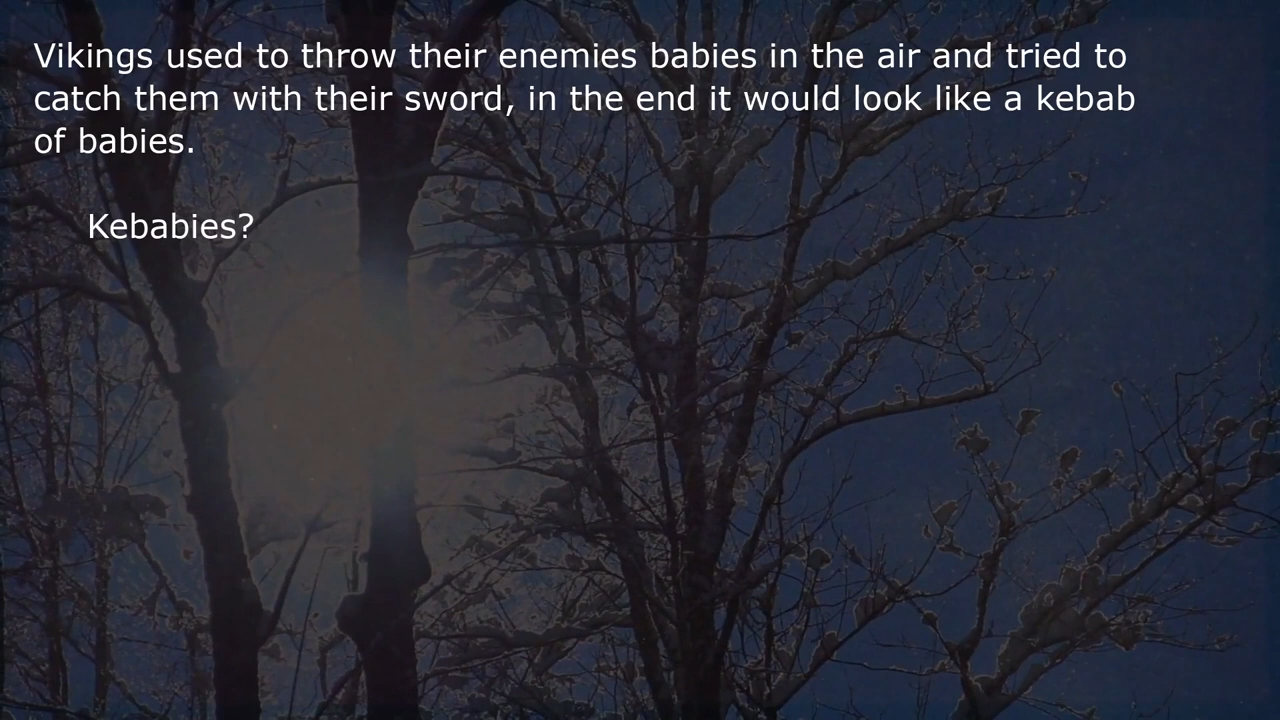 Vikings used to throw their enemies babies in the air and tried to
catch them with their sword, in the end it would look like a kebab
of babies.
Kebabies?